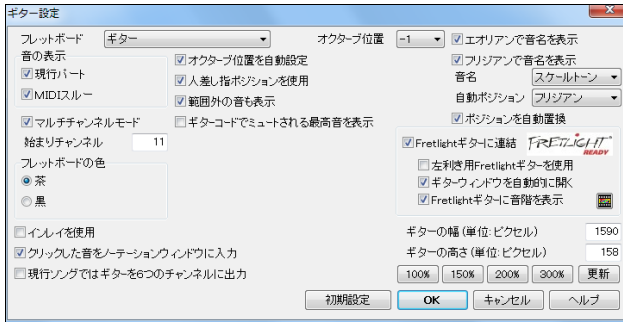 ギター設定
フレットボード ギター オクターブ位置 -1 エオリアンで音名を表示
音の表示 オクターブ位置を自動設定 フリジアンで音名を表示
現行パート 人差し指ポジションを使用 音名 スケールトーン
MIDIスルー 範囲外の音も表示 自動ポジション フリジアン
マルチチャンネルモード ギターコードでミュートされる最高音を表示 ポジションを自動置換
始まりチャンネル 11 Fretlightギターに連結 FRETLIGHT READY
フレットボードの色 左利き用Fretlightギターを使用
茶 ギターウィンドウを自動的に開く
黒 Fretlightギターに音階を表示
インレイを使用 ギターの幅 (単位: ピクセル) 1590
クリックした音をノーテーションウィンドウに入力 ギターの高さ (単位: ピクセル) 158
現行ソングではギターを6つのチャンネルに出力 100% 150% 200% 300% 更新
初期設定 OK キャンセル ヘルプ